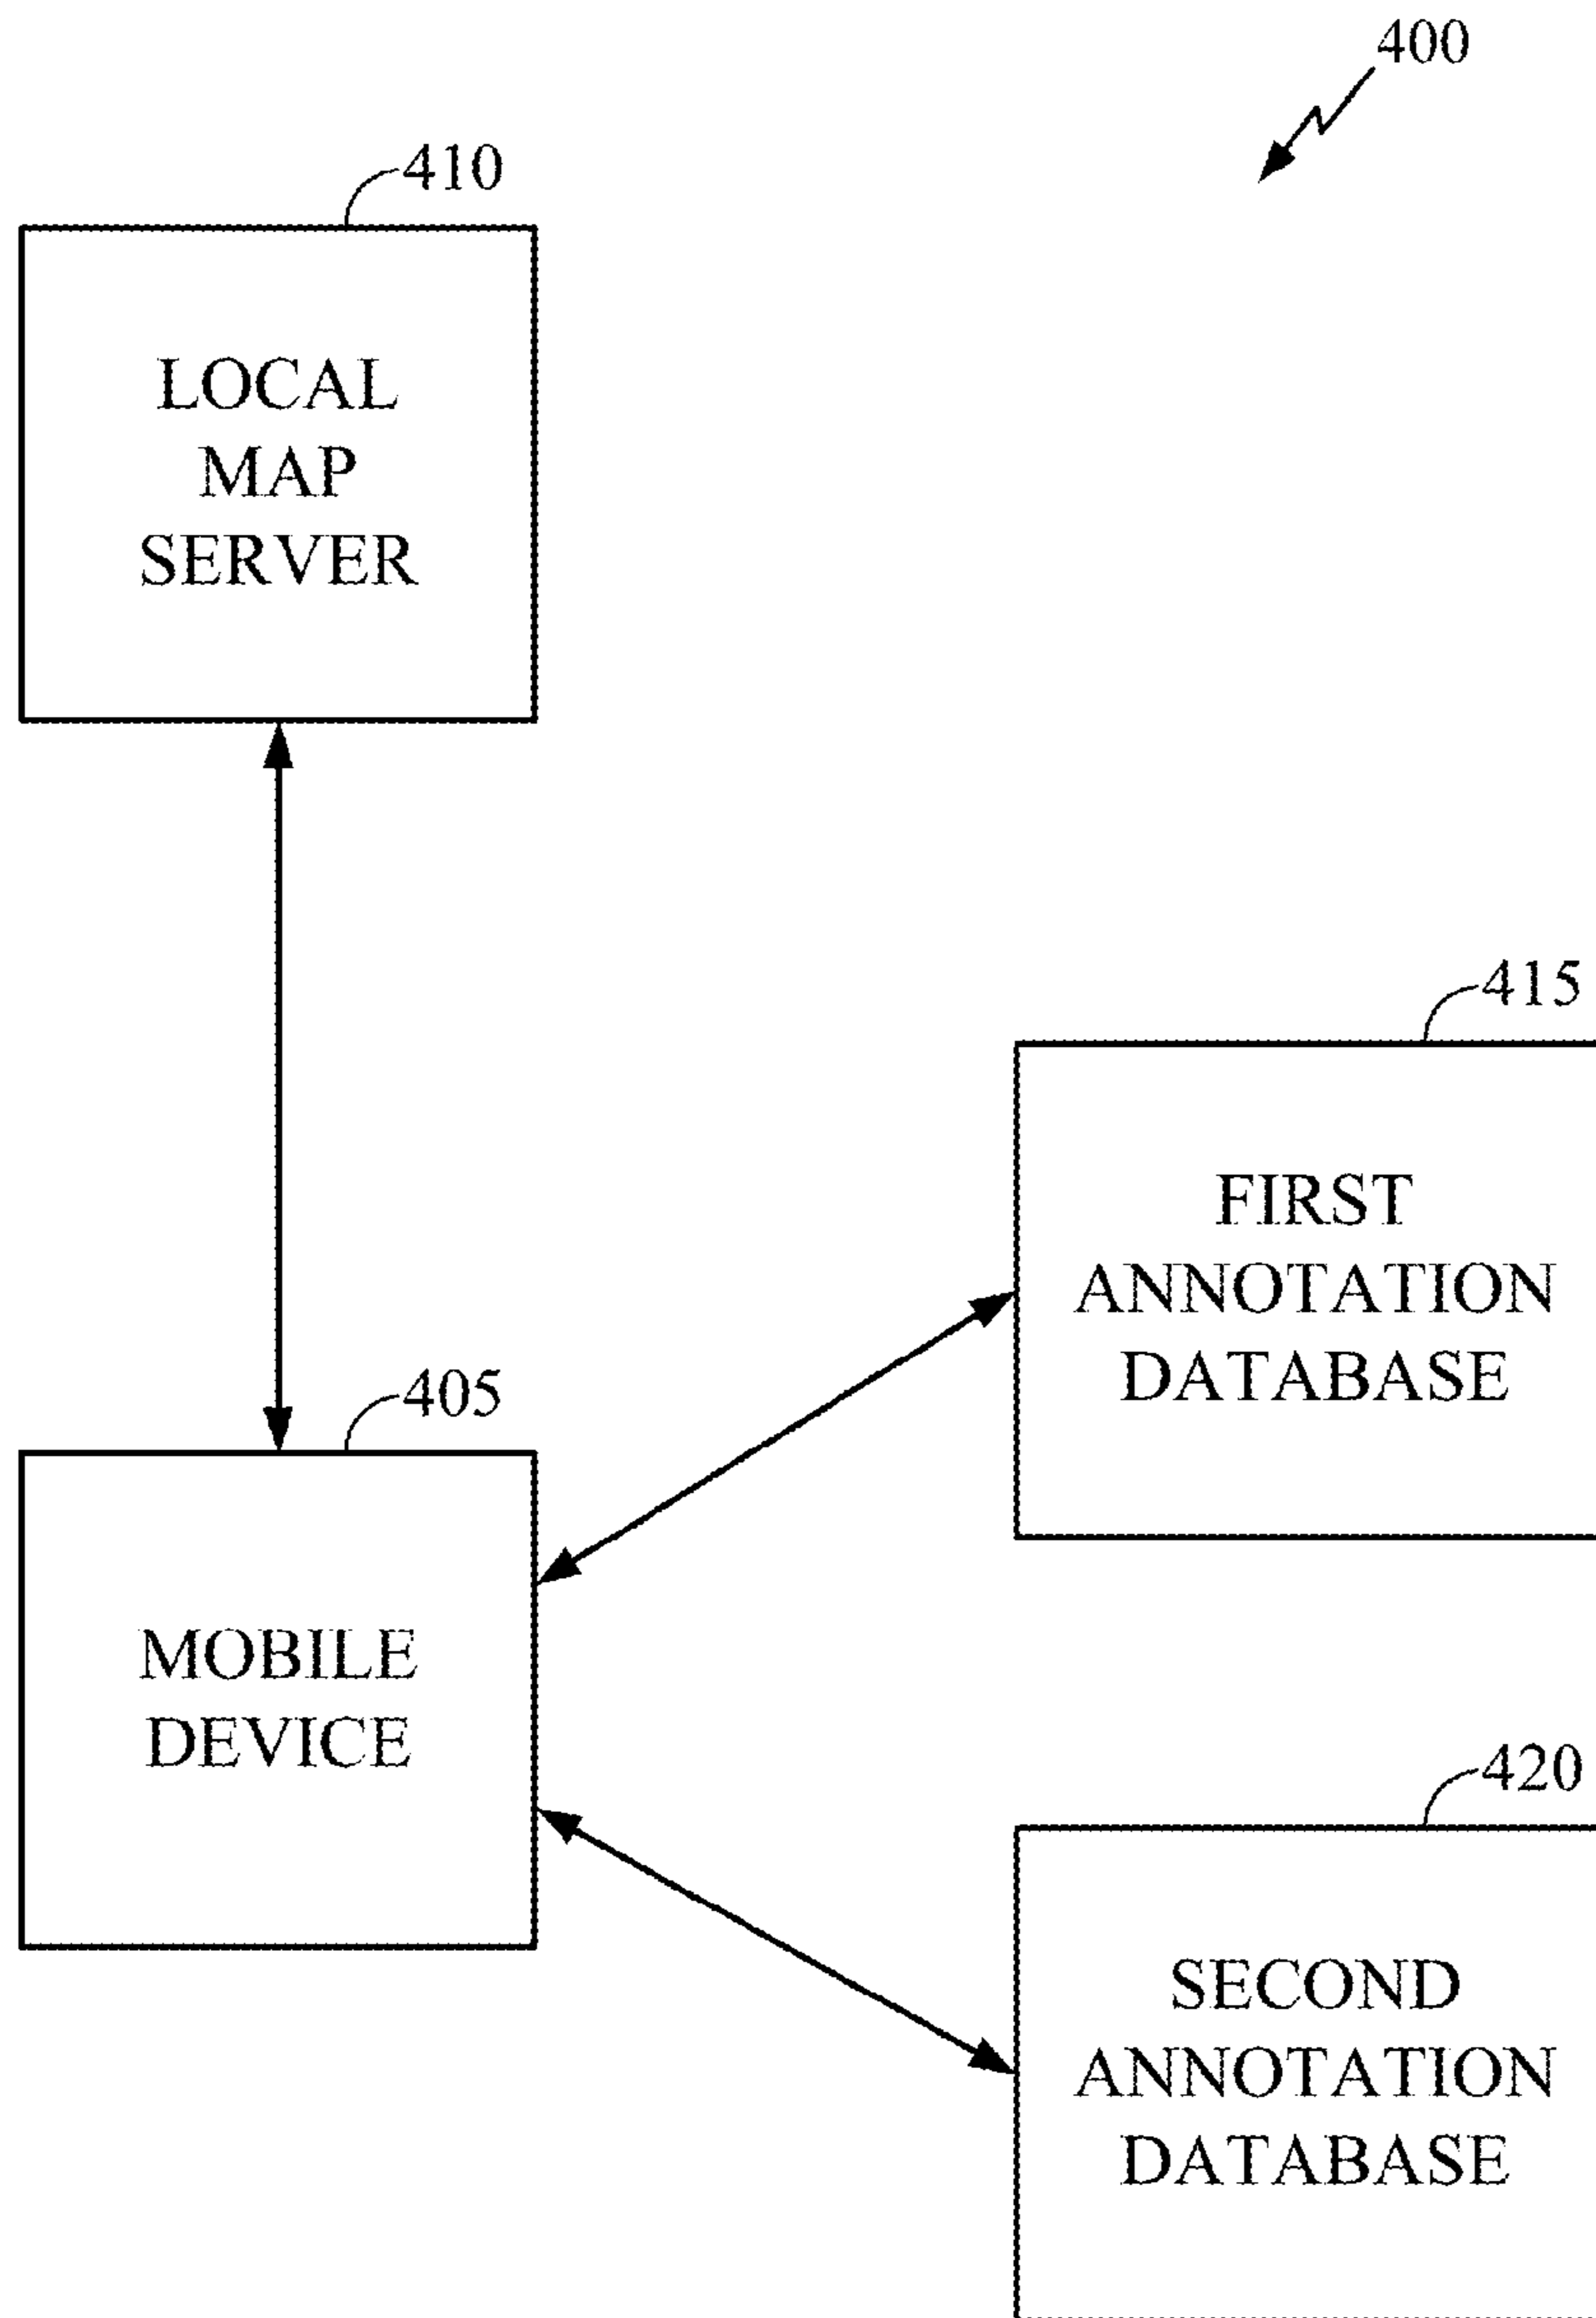 400
410
LOCAL
MAP
SERVER
415
FIRST
ANNOTATION
DATABASE
405
MOBILE
DEVICE
420
SECOND
ANNOTATION
DATABASE